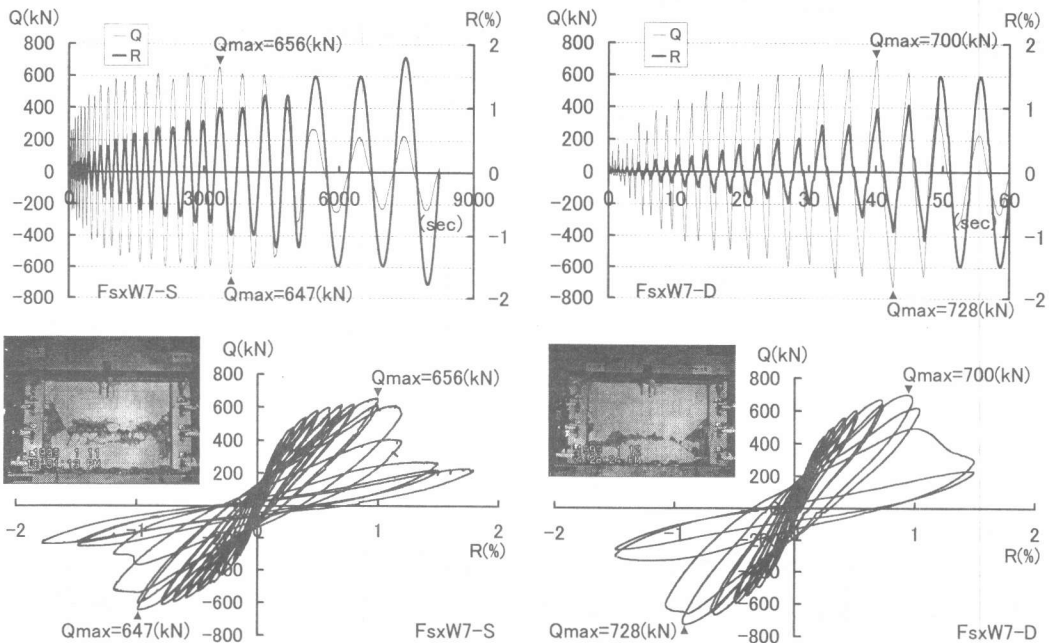 Q(kN)
R(%)
800
600
400
200
0
-200
-400
-600
-800
2
1
0
-1
-2
Q
R
Qmax=656(kN)
0
3000
6000
9000
(sec)
FsxW7-S
Qmax=647(kN)
Q(kN)
R(%)
800
600
400
200
0
-200
-400
-600
-800
2
1
0
-1
-2
Q
R
Qmax=700(kN)
0
10
20
30
40
50
60
(sec)
FsxW7-D
Qmax=728(kN)
Q(kN)
800
600
400
200
-600
-800
Qmax=656(kN)
-2
-1
0
1
2
R(%)
Qmax=647(kN)
FsxW7-S
Q(kN)
800
600
400
200
-600
-800
Qmax=700(kN)
-2
-1
0
1
2
R(%)
Qmax=728(kN)
FsxW7-D